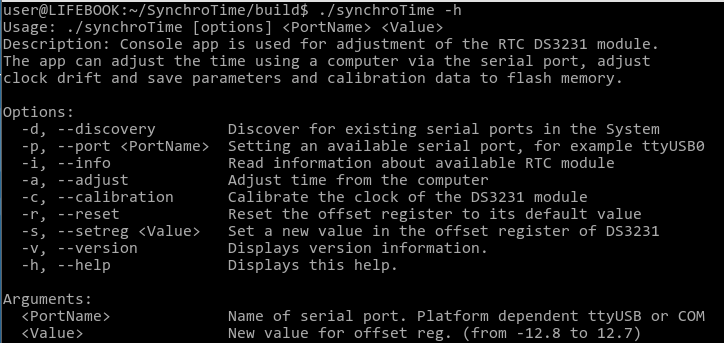 user@LIFEBOOK:~/SynchroTime/build$ ./synchroTime -h
Usage: ./synchroTime [options] <PortName> <Value>
Description: Console app is used for adjustment of the RTC DS3231 module.
The app can adjust the time using a computer via the serial port, adjust
clock drift and save parameters and calibration data to flash memory.

Options:
  -d, --discovery        Discover for existing serial ports in the System
  -p, --port <PortName>  Setting an available serial port, for example ttyUSB0
  -i, --info             Read information about available RTC module
  -a, --adjust           Adjust time from the computer
  -c, --calibration      Calibrate the clock of the DS3231 module
  -r, --reset            Reset the offset register to its default value
  -s, --setreg <Value>   Set a new value in the offset register of DS3231
  -v, --version          Displays version information.
  -h, --help             Displays this help.

Arguments:
  <PortName>             Name of serial port. Platform dependent ttyUSB or COM
  <Value>                New value for offset reg. (from -12.8 to 12.7)